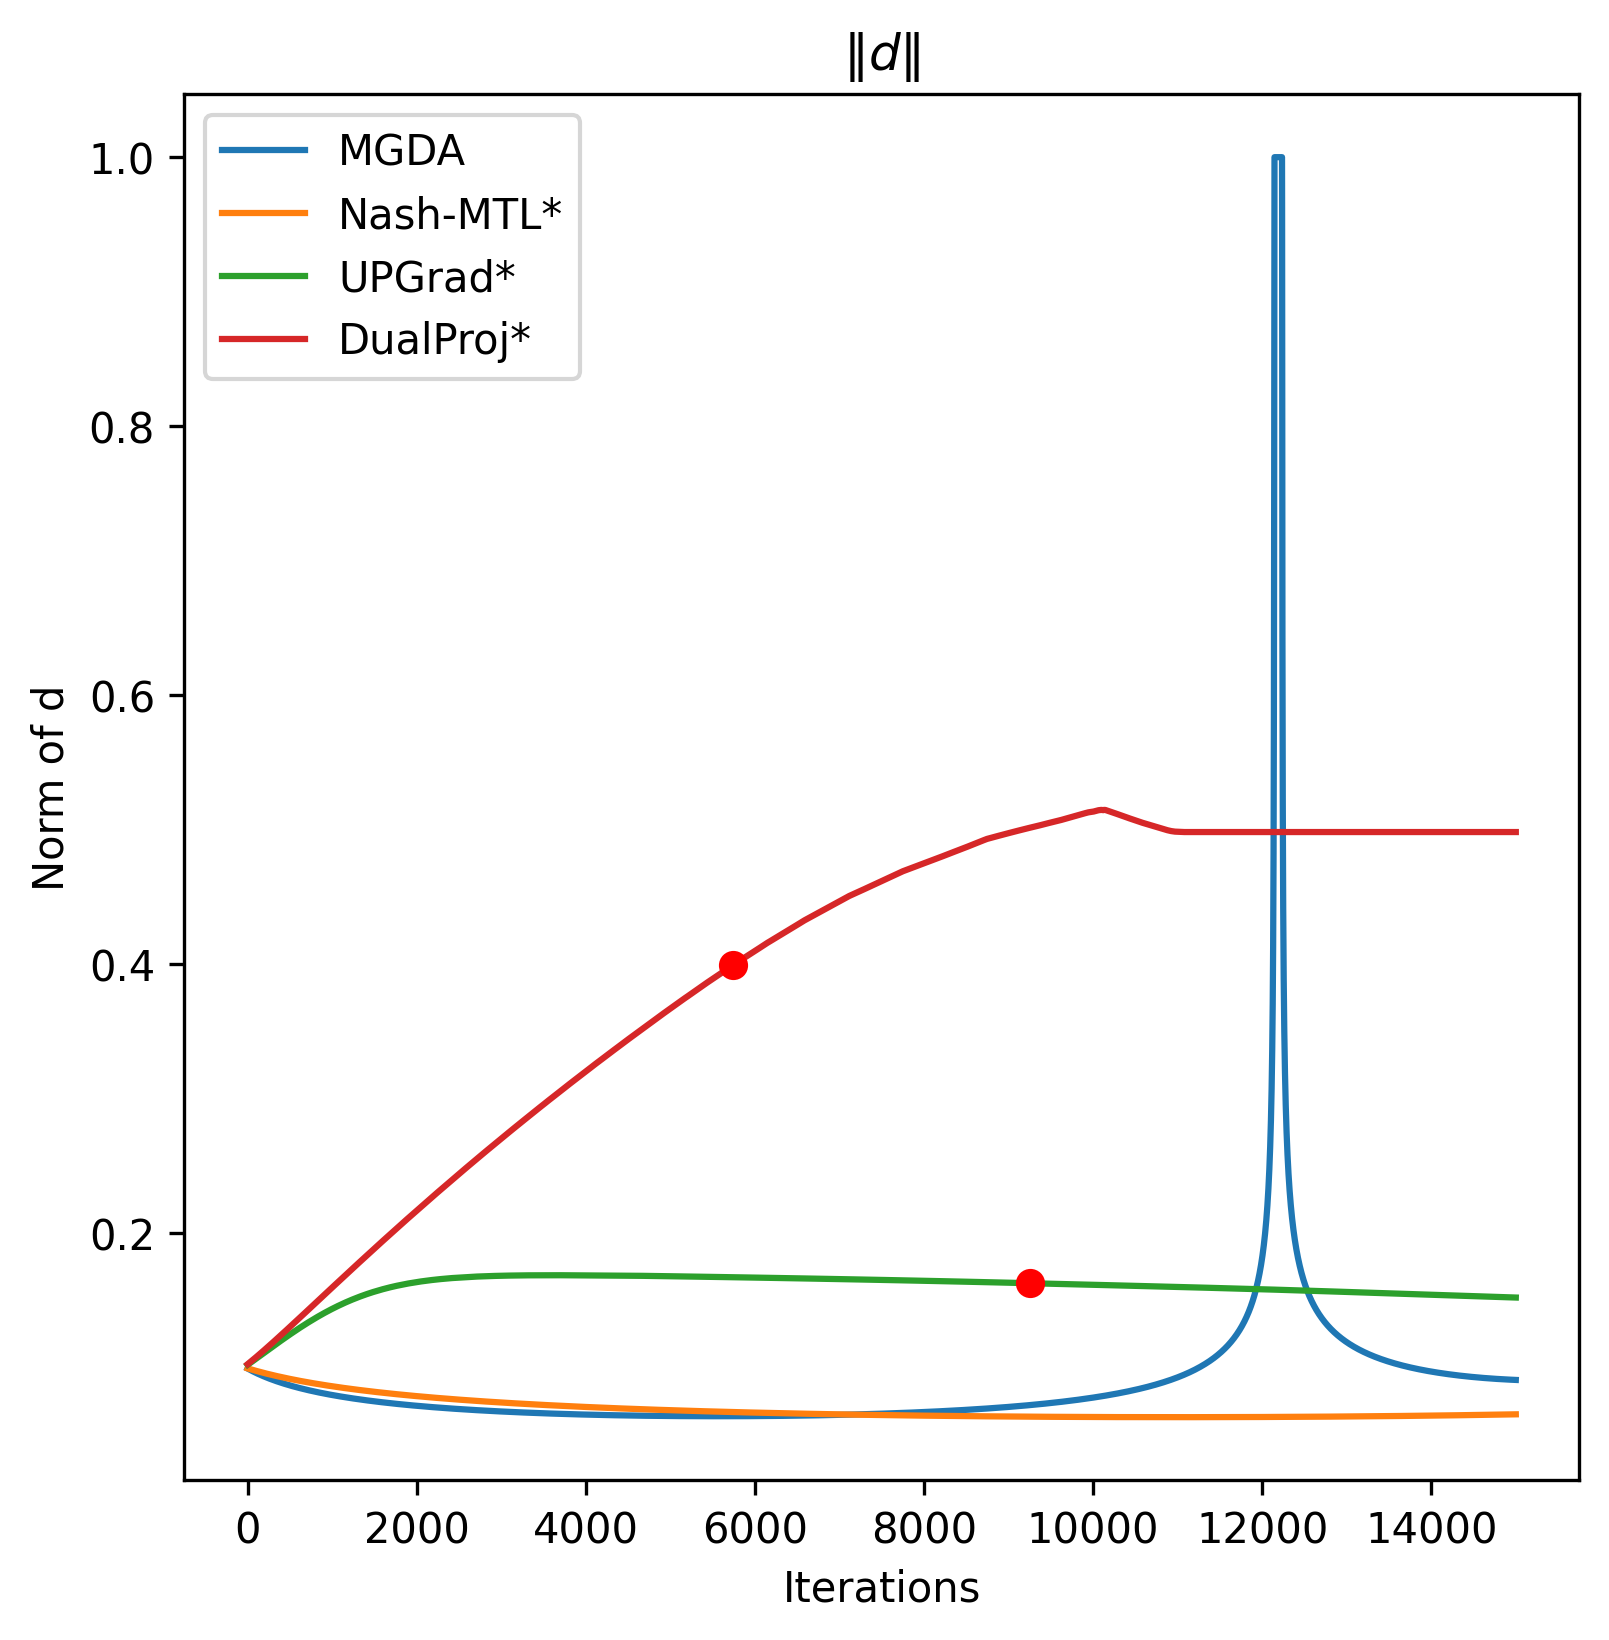 ‖d‖
MGDA
Nash-MTL*
UPGrad*
DualProj*
1.0
0.8
0.6
0.4
0.2
Norm of d
0 2000 4000 6000 8000 10000 12000 14000
Iterations